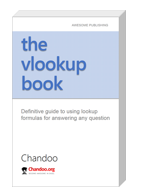 the
vlookup
book
Definitive guide to using lookup
formulas for answering any question
Chandoo
Chandoo.org